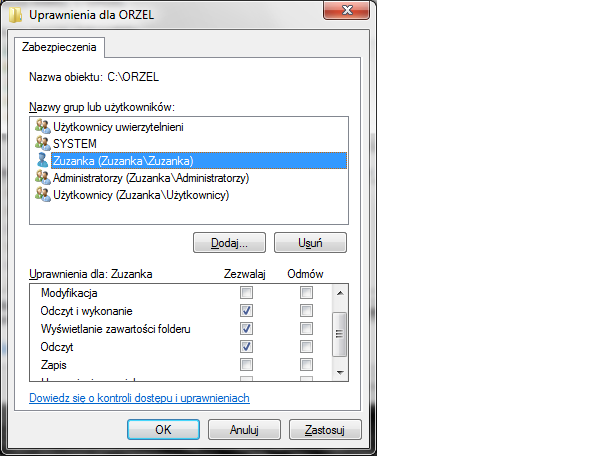 Uprawnienia dla ORZEL
Zabezpieczenia
Nazwa obiektu: C:\ORZEL
Nazwy grup lub użytkowników:
Użytkownicy uwierzytelnieni
SYSTEM
Zuzanka (Zuzanka\Zuzanka)
Administratorzy (Zuzanka\Administratorzy)
Użytkownicy (Zuzanka\Użytkownicy)
Dodaj... Usuń
Uprawnienia dla: Zuzanka Zezwalaj Odmów
Modyfikacja
Odczyt i wykonanie
Wyświetlanie zawartości folderu
Odczyt
Zapis
Dowiedz się o kontroli dostępu i uprawnieniach
OK Anuluj Zastosuj